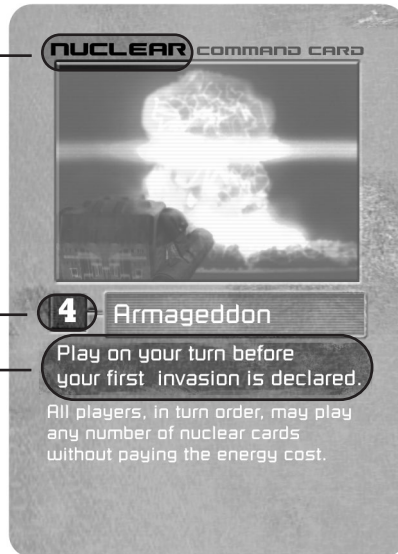 NUCLEAR COMMAND CARD
4 Armageddon
Play on your turn before
your first invasion is declared.
All players, in turn order, may play
any number of nuclear cards
without paying the energy cost.